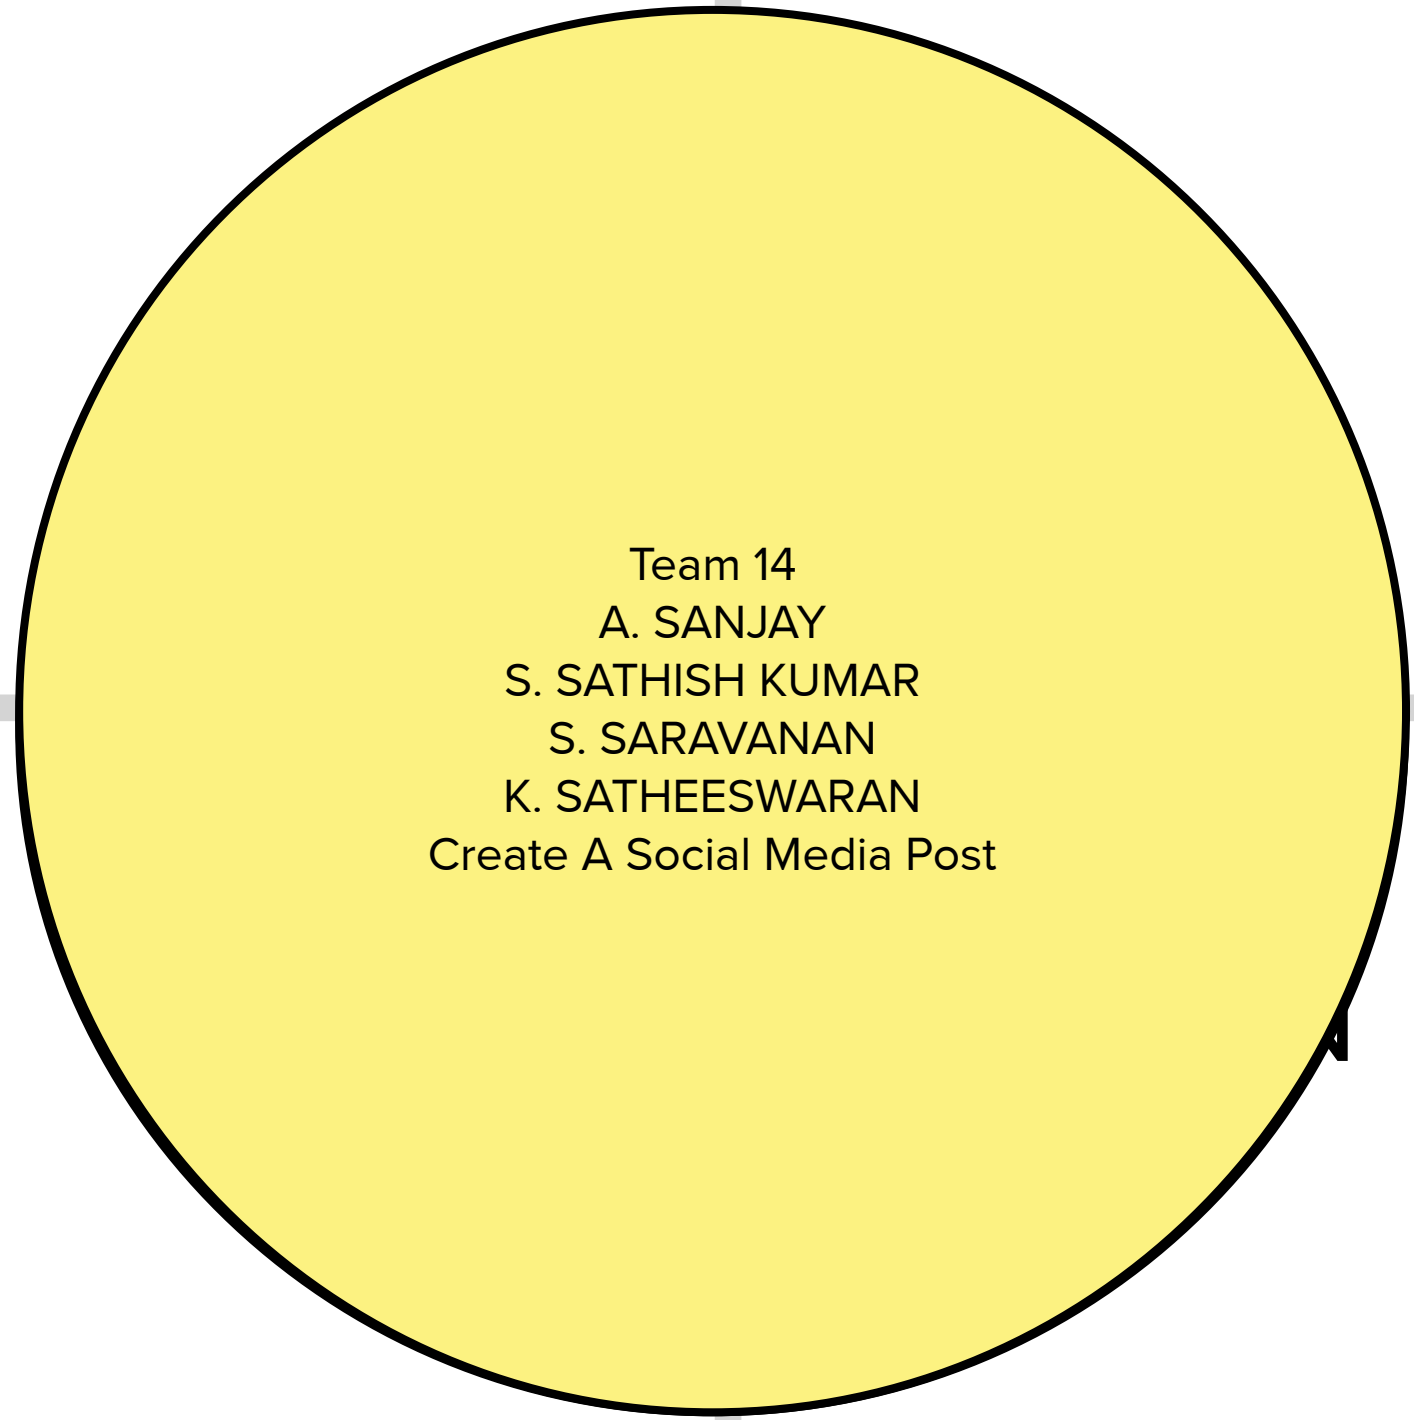 Team 14
A. SANJAY
S. SATHISH KUMAR
S. SARAVANAN
K. SATHEESWARAN
Create A Social Media Post